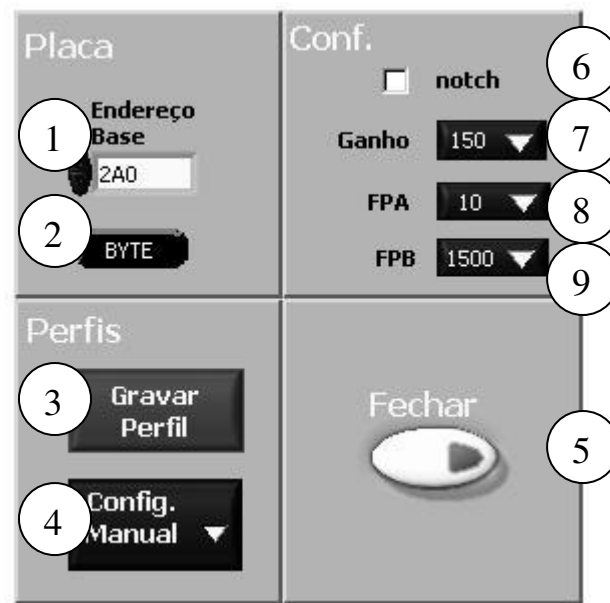 Placa
1
Endereço
Base
2A0
2
BYTE
Conf.
notch
6
Ganho
150
7
FPA
10
8
FPB
1500
9
Perfis
3
Gravar
Perfil
4
Config.
Manual
Fechar
5